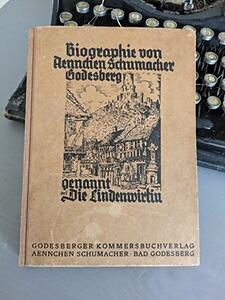 Biographie von
Aennchen Schumacher
Godesberg
genannt
"Die Lindenwirtin
GODESBERGER KOMMERSBUCHVERLAG
AENNCHEN SCHUMACHER · BAD GODESBERG